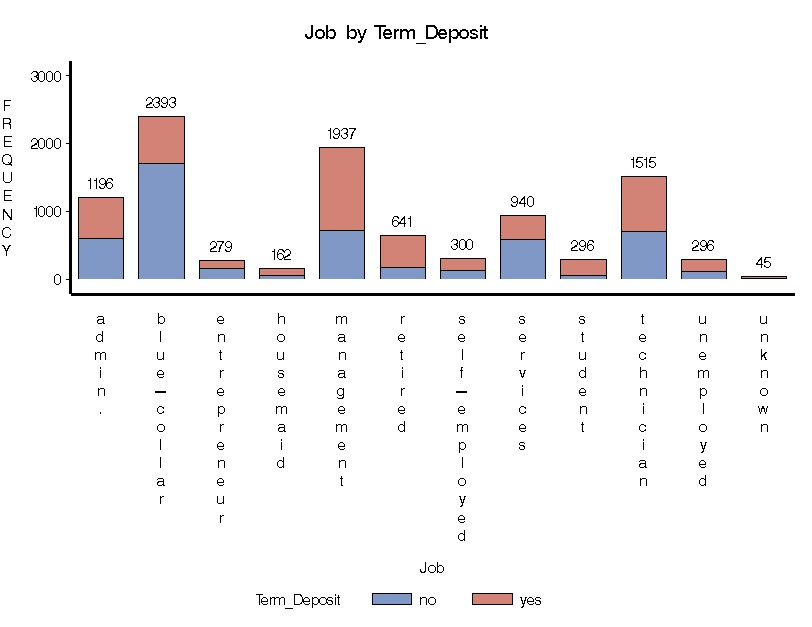 Job by Term_Deposit
FREQUENCY
3000
2000
1000
0
1196
2393
279
162
1937
641
300
940
296
1515
296
45
admin.
blue-collar
entrepreneur
housemaid
management
retired
self-employed
services
student
technician
unemployed
unknown
Job
Term_Deposit no yes